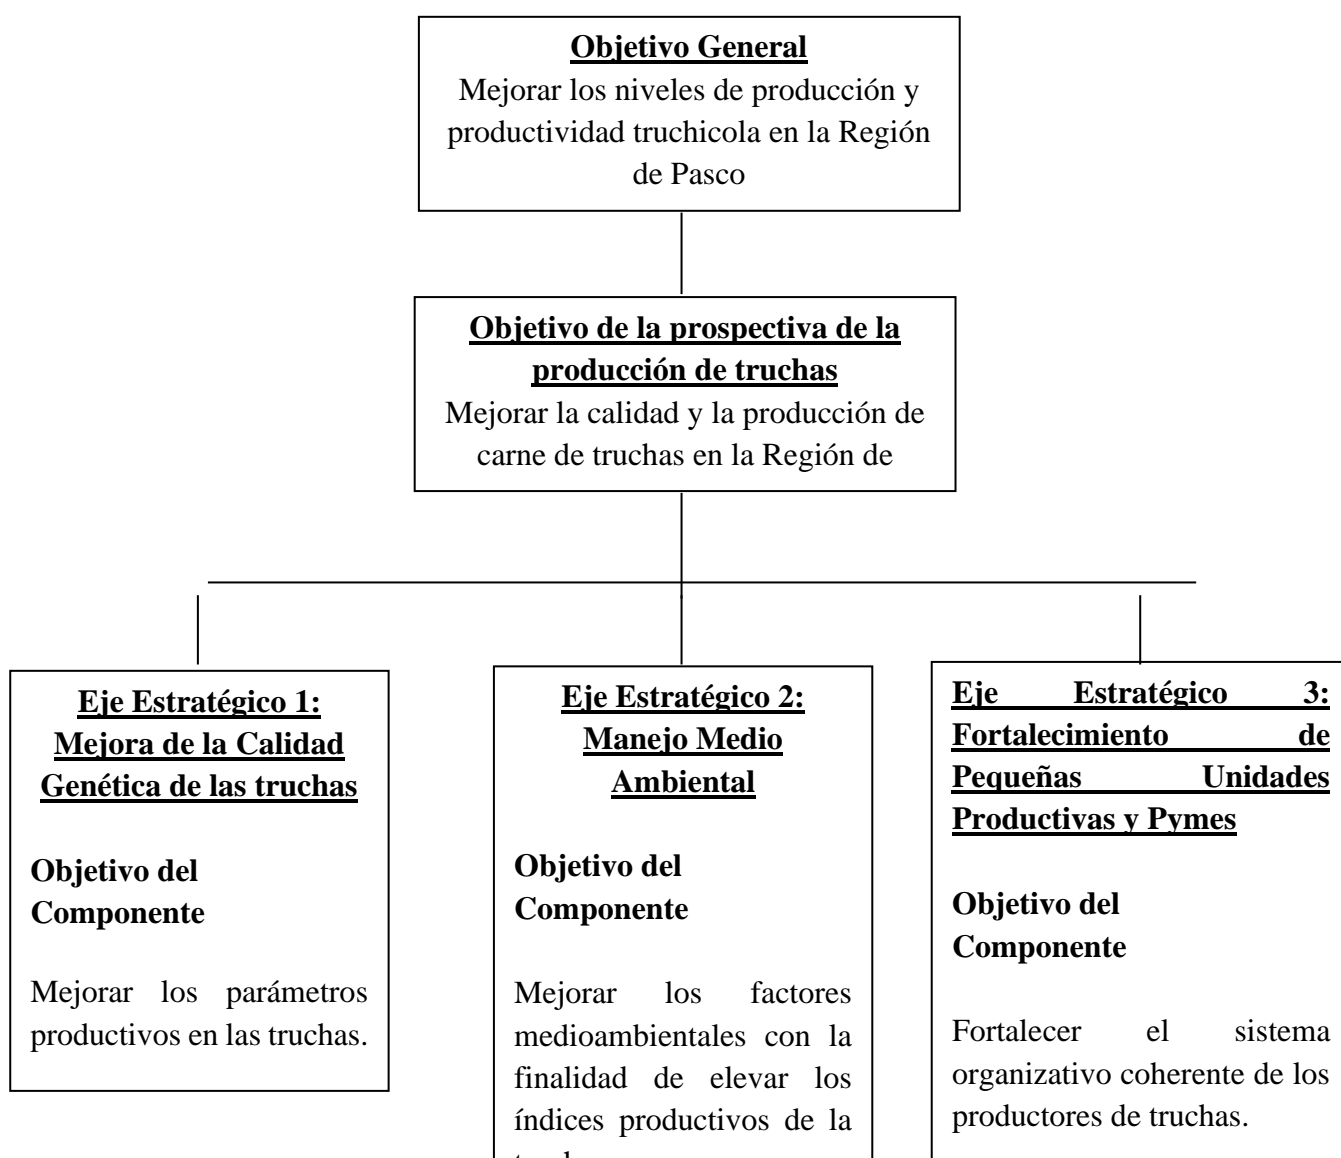 Objetivo General
Mejorar los niveles de producción y
productividad truchicola en la Región
de Pasco
Objetivo de la prospectiva de la
producción de truchas
Mejorar la calidad y la producción de
carne de truchas en la Región de
Eje Estratégico 1:
Mejora de la Calidad
Genética de las truchas
Objetivo del
Componente
Mejorar los parámetros
productivos en las truchas.
Eje Estratégico 2:
Manejo Medio
Ambiental
Objetivo del
Componente
Mejorar los factores
medioambientales con la
finalidad de elevar los
índices productivos de la
Eje Estratégico 3:
Fortalecimiento de
Pequeñas Unidades
Productivas y Pymes
Objetivo del
Componente
Fortalecer el sistema
organizativo coherente de los
productores de truchas.